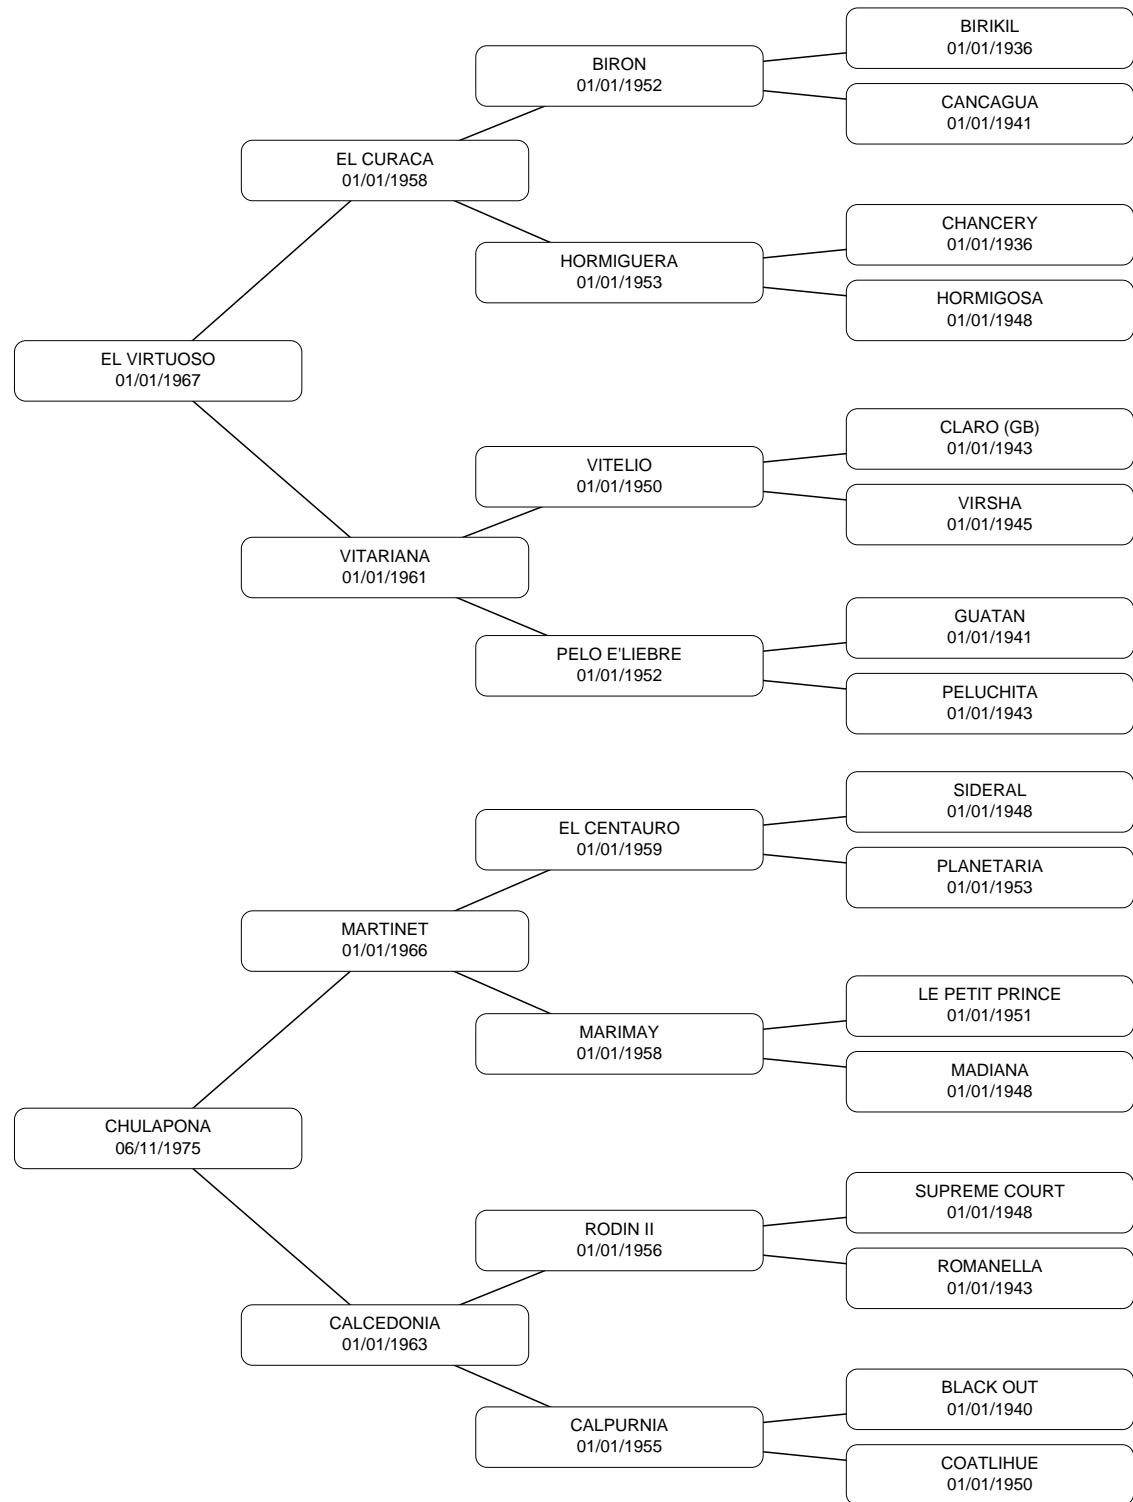 BIRIKIL
01/01/1936
BIRON
01/01/1952
CANCAGUA
01/01/1941
EL CURACA
01/01/1958
CHANCERY
01/01/1936
HORMIGUERA
01/01/1953
HORMIGOSA
01/01/1948
EL VIRTUOSO
01/01/1967
CLARO (GB)
01/01/1943
VITELIO
01/01/1950
VIRSHA
01/01/1945
VITARIANA
01/01/1961
GUATAN
01/01/1941
PELO E'LIEBRE
01/01/1952
PELUCHITA
01/01/1943
SIDERAL
01/01/1948
EL CENTAURO
01/01/1959
PLANETARIA
01/01/1953
MARTINET
01/01/1966
LE PETIT PRINCE
01/01/1951
MARIMAY
01/01/1958
MADIANA
01/01/1948
CHULAPONA
06/11/1975
SUPREME COURT
01/01/1948
RODIN II
01/01/1956
ROMANELLA
01/01/1943
CALCEDONIA
01/01/1963
BLACK OUT
01/01/1940
CALPURNIA
01/01/1955
COATLIHUE
01/01/1950